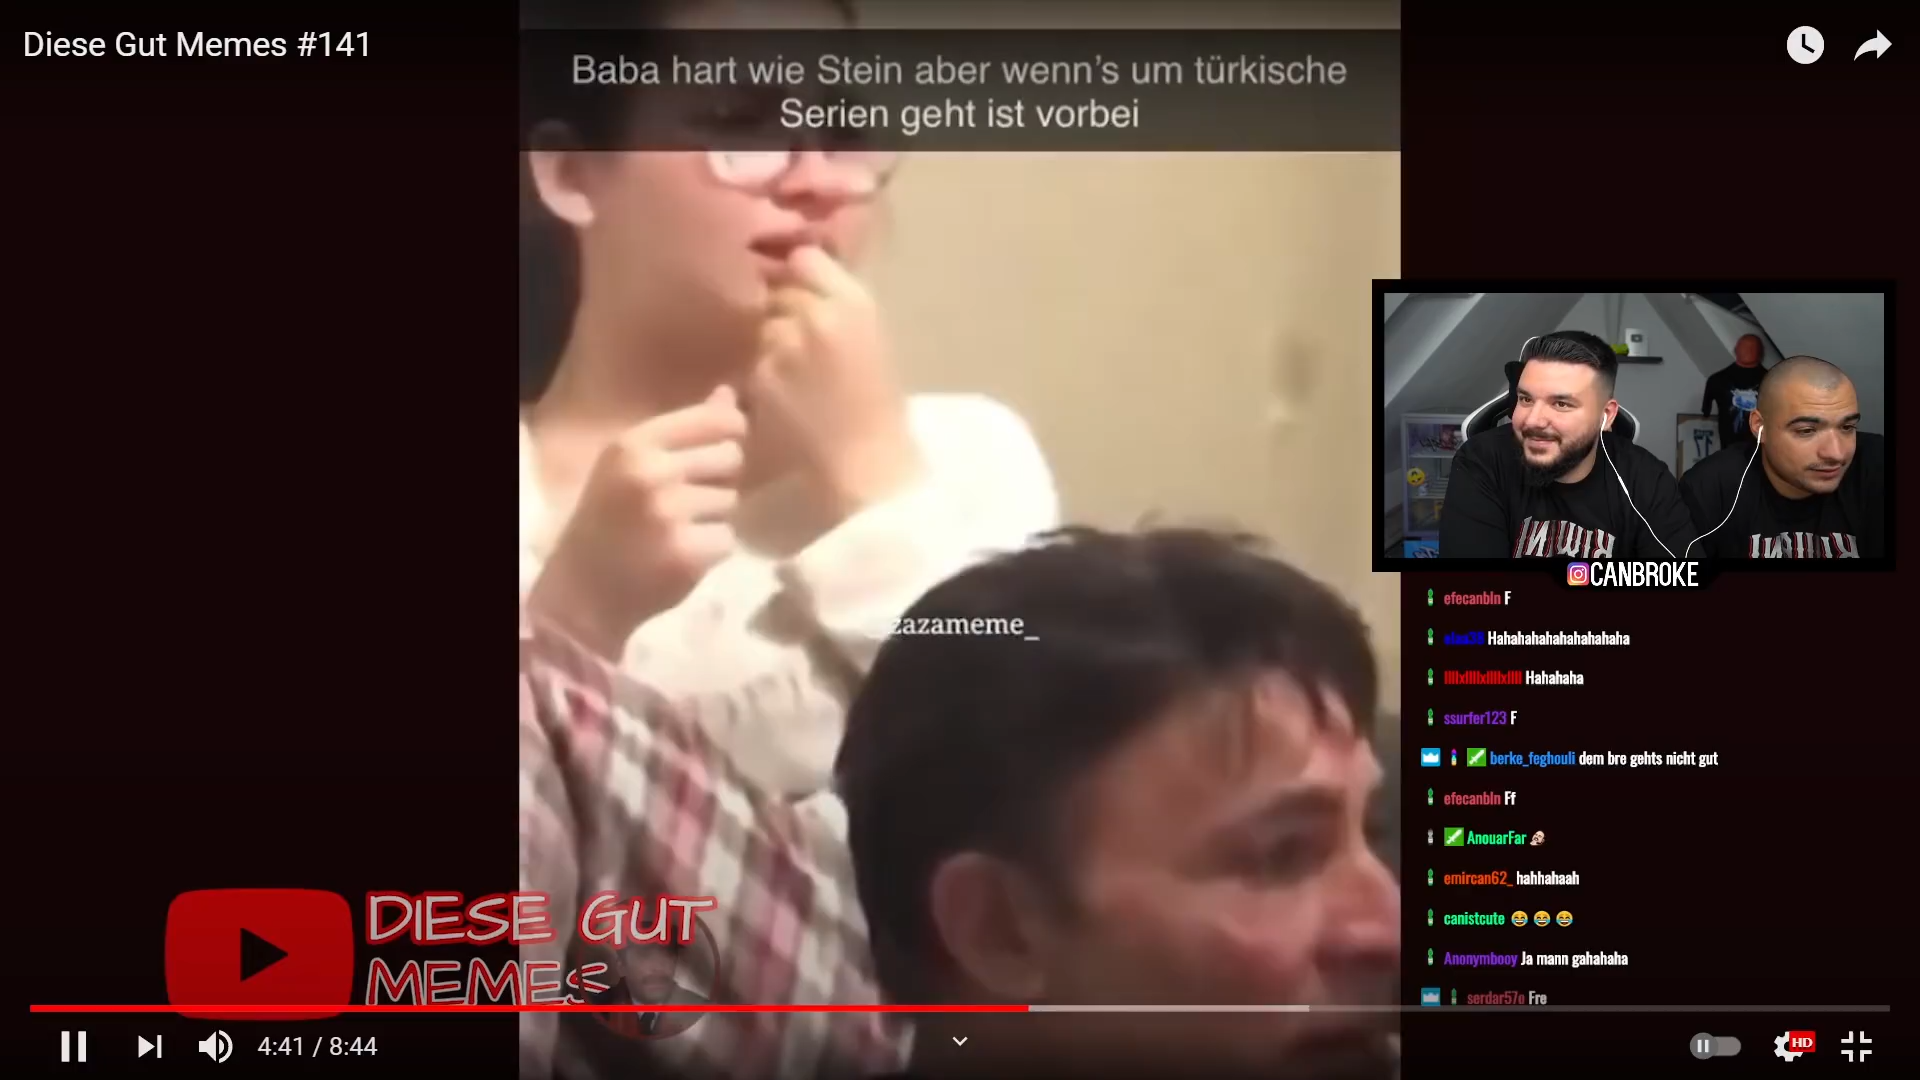 Diese Gut Memes #141
Baba hart wie Stein aber wenn's um türkische
Serien geht ist vorbei
zazameme_
CANBROKE
efecanbln F
Hahahahahahahahaha
Hahahaha
ssurfer123 F
berke_feghouli dem bre gehts nicht gut
efecanbln Ff
AnouarFar
emircan62_ hahhahaah
canistcute 😂 😂 😂
Anonymbooy Ja mann gahahaha
serdar57o Fre
DIESE GUT
MEMES
4:41 / 8:44
HD